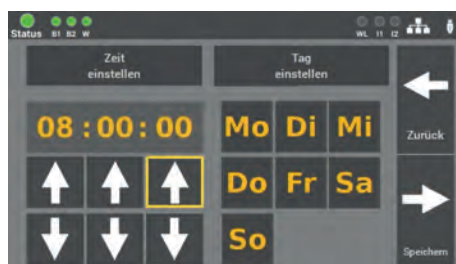 Status B1 B2 W WL I1 I2
Zeit
einstellen
Tag
einstellen
08:00:00
Mo Di Mi
Zurück
Do Fr Sa
So
Speichern